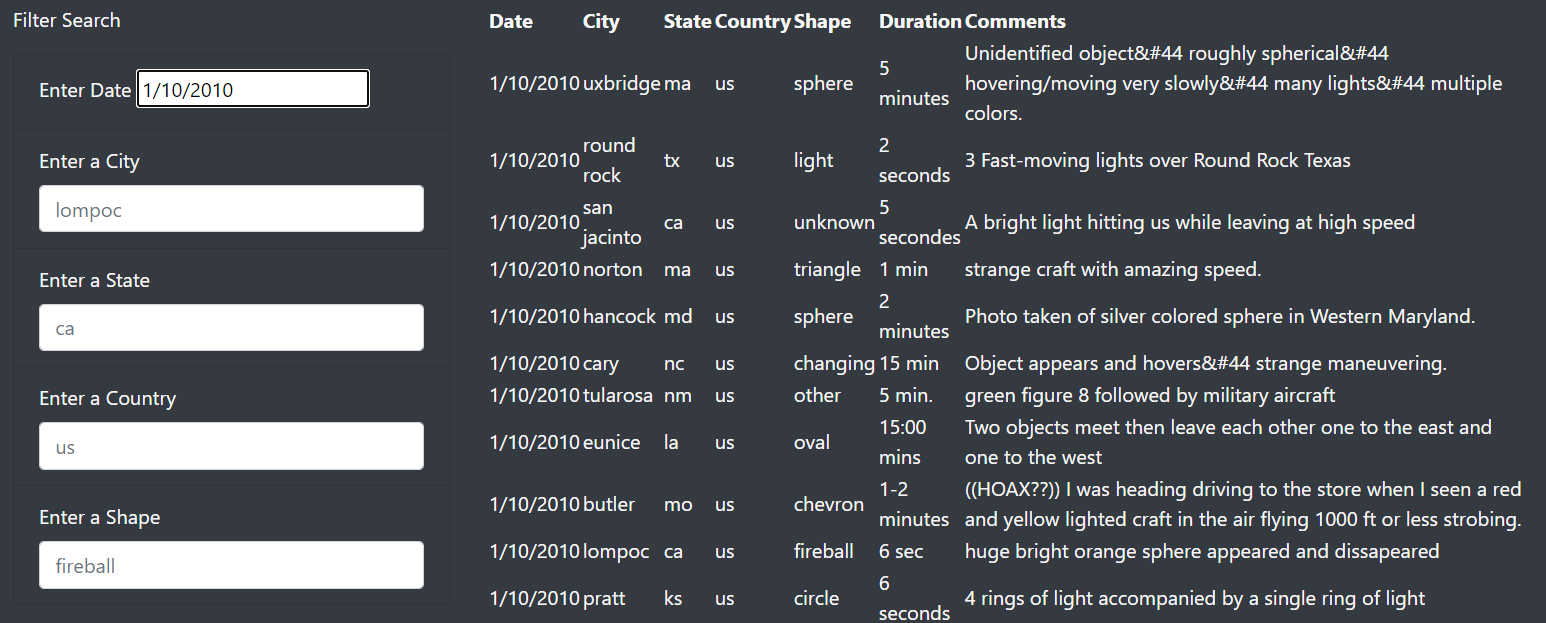 Filter Search
Enter Date 1/10/2010
Enter a City
lompoc
Enter a State
ca
Enter a Country
us
Enter a Shape
fireball
Date City State Country Shape Duration Comments
1/10/2010 uxbridge ma us sphere 5 minutes Unidentified object&#44 roughly spherical&#44 hovering/moving very slowly&#44 many lights&#44 multiple colors.
1/10/2010 round rock tx us light 2 seconds 3 Fast-moving lights over Round Rock Texas
1/10/2010 san jacinto ca us unknown 5 secondes A bright light hitting us while leaving at high speed
1/10/2010 norton ma us triangle 1 min strange craft with amazing speed.
1/10/2010 hancock md us sphere 2 minutes Photo taken of silver colored sphere in Western Maryland.
1/10/2010 cary nc us changing 15 min Object appears and hovers&#44 strange maneuvering.
1/10/2010 tularosa nm us other 5 min. green figure 8 followed by military aircraft
1/10/2010 eunice la us oval 15:00 mins Two objects meet then leave each other one to the east and one to the west
1/10/2010 butler mo us chevron 1-2 minutes ((HOAX??)) I was heading driving to the store when I seen a red and yellow lighted craft in the air flying 1000 ft or less strobing.
1/10/2010 lompoc ca us fireball 6 sec huge bright orange sphere appeared and dissapeared
1/10/2010 pratt ks us circle 6 seconds 4 rings of light accompanied by a single ring of light